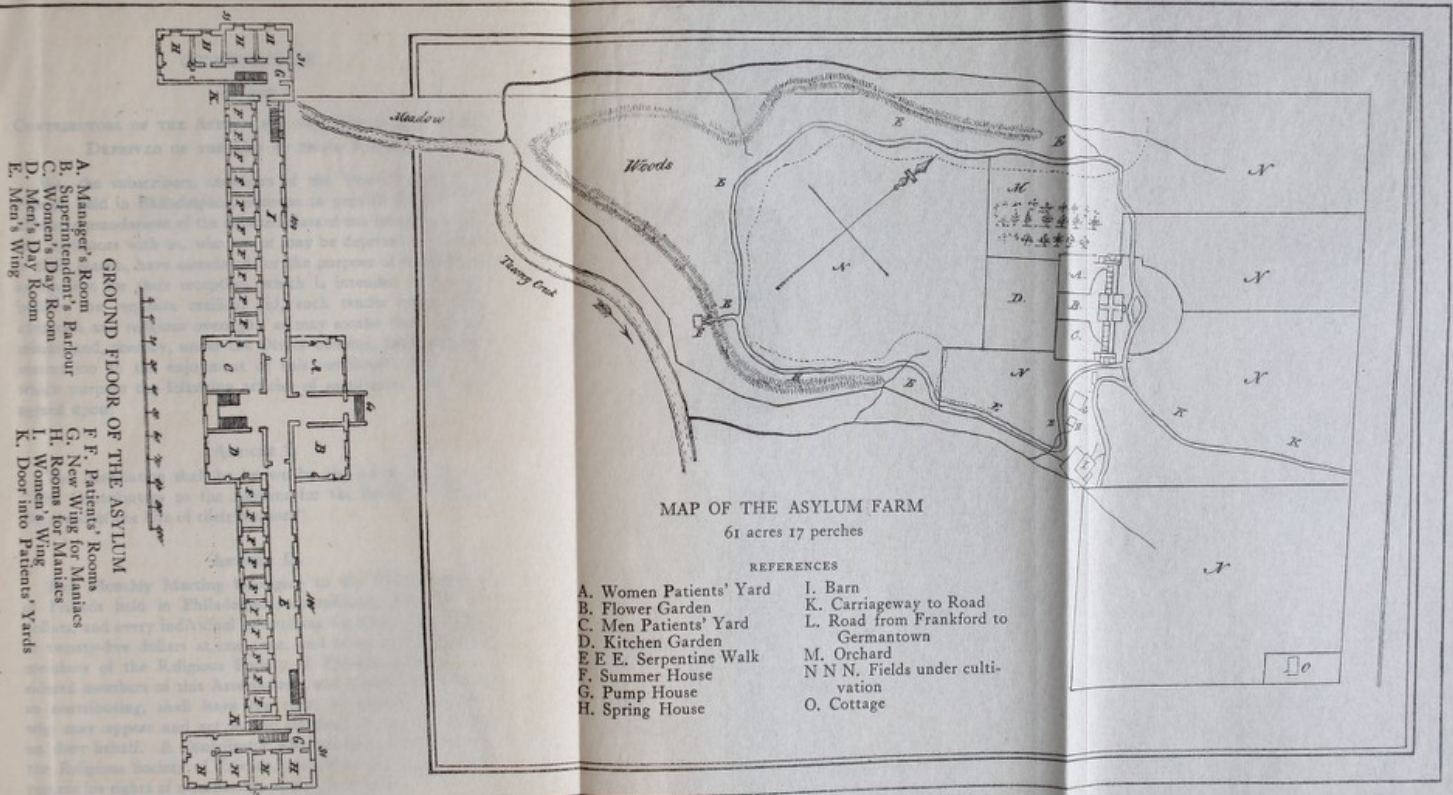 GROUND FLOOR OF THE ASYLUM
A. Manager's Room
B. Superintendent's Parlour
C. Women's Day Room
D. Men's Day Room
E. Men's Wing
F F. Patients' Rooms
G. New Wing for Maniacs
H. Rooms for Maniacs
I. Women's Wing
K. Door into Patients' Yards
Meadow
Woods
Creek
MAP OF THE ASYLUM FARM
61 acres 17 perches
REFERENCES
A. Women Patients' Yard
B. Flower Garden
C. Men Patients' Yard
D. Kitchen Garden
E E E. Serpentine Walk
F. Summer House
G. Pump House
H. Spring House
I. Barn
K. Carriageway to Road
L. Road from Frankford to
Germantown
M. Orchard
N N N. Fields under culti-
vation
O. Cottage